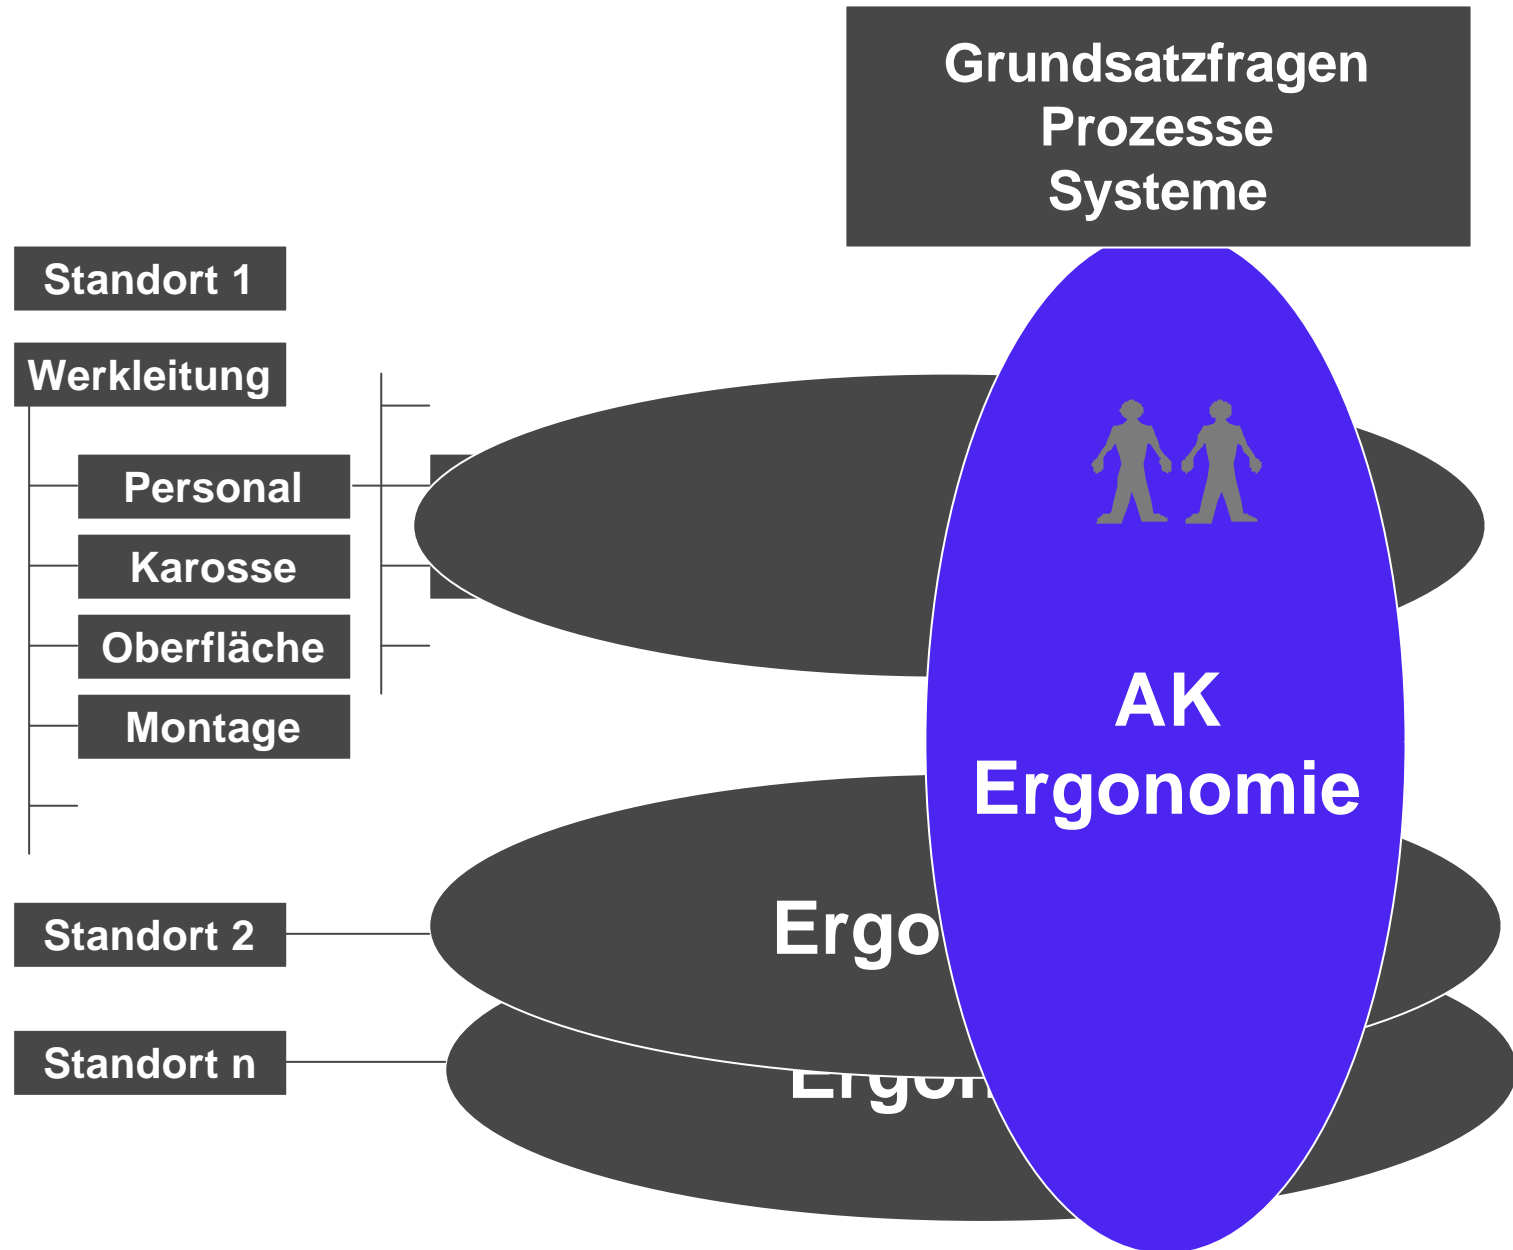 Grundsatzfragen
Prozesse
Systeme
Standort 1
Werkleitung
Personal
Karosse
Oberfläche
Montage
AK
Ergonomie
Standort 2
Standort n